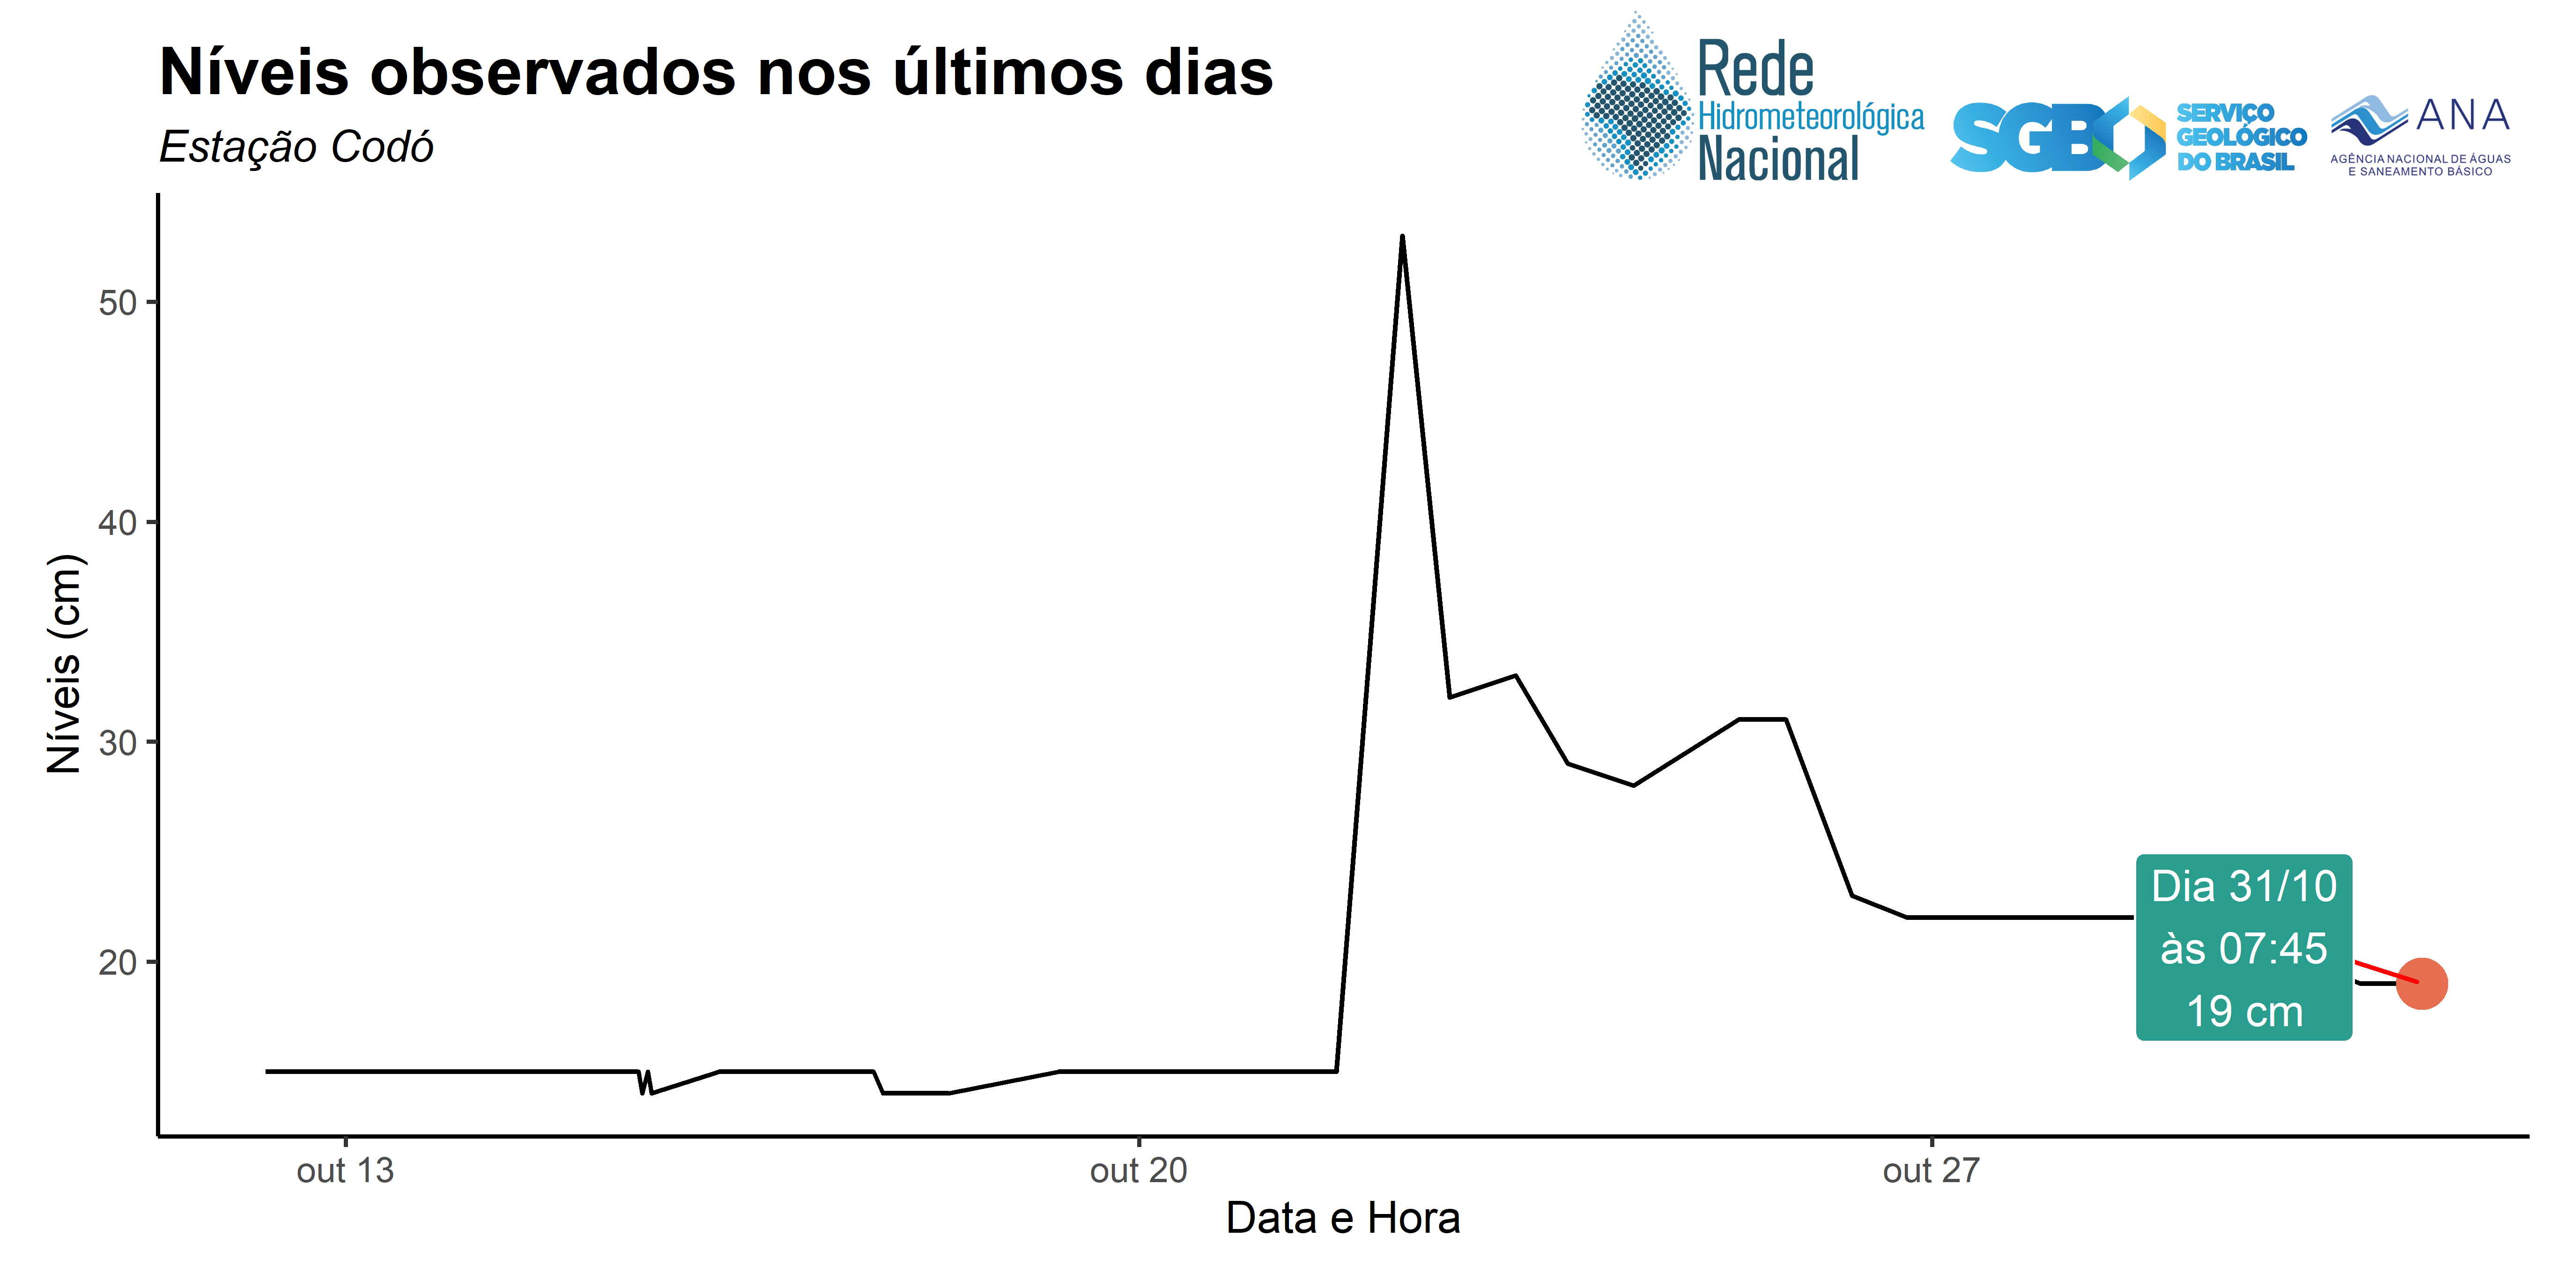 Níveis observados nos últimos dias
Estação Codó
Rede
Hidrometeorológica
Nacional
SGB
SERVIÇO
GEOLÓGICO
DO BRASIL
ANA
AGÊNCIA NACIONAL DE ÁGUAS
E SANEAMENTO BÁSICO
Níveis (cm)
50
40
30
20
Dia 31/10
às 07:45
19 cm
out 13
out 20
out 27
Data e Hora